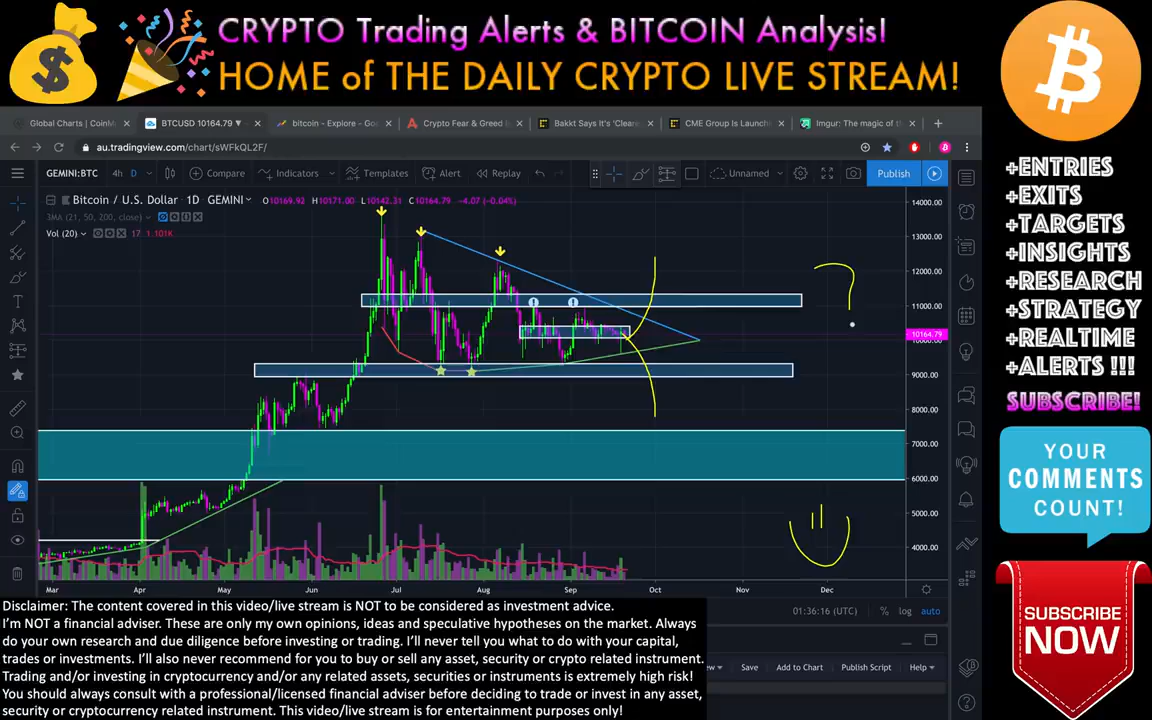 CRYPTO Trading Alerts & BITCOIN Analysis!
HOME of THE DAILY CRYPTO LIVE STREAM!
Global Charts | CoinM
BTCUSD 10164.79 ▼
bitcoin - Explore - Go
Crypto Fear & Greed
Bakkt Says It's 'Cleare
CME Group Is Launch
Imgur: The magic of t
au.tradingview.com/chart/sWFkQL2F/
GEMINI:BTC 4h D Compare Indicators Templates Alert Replay Unnamed Publish
Bitcoin / U.S. Dollar 1D GEMINI O10169.92 H10171.00 L10142.31 C10164.79 -4.07 (-0.04%)
3MA (21, 50, 200, close)
Vol (20) 17 1.101K
14000.00
13000.00
12000.00
11000.00
10164.79
10000.00
9000.00
8000.00
7000.00
6000.00
5000.00
4000.00
Mar Apr May Jun Jul Aug Sep Oct Nov Dec
01:36:16 (UTC) % log auto
Save Add to Chart Publish Script Help
+ENTRIES
+EXITS
+TARGETS
+INSIGHTS
+RESEARCH
+STRATEGY
+REALTIME
+ALERTS !!!
SUBSCRIBE!
YOUR
COMMENTS
COUNT!
SUBSCRIBE
NOW
Disclaimer: The content covered in this video/live stream is NOT to be considered as investment advice.
I'm NOT a financial adviser. These are only my own opinions, ideas and speculative hypotheses on the market. Always
do your own research and due diligence before investing or trading. I'll never tell you what to do with your capital,
trades or investments. I'll also never recommend for you to buy or sell any asset, security or crypto related instrument.
Trading and/or investing in cryptocurrency and/or any related assets, securities or instruments is extremely high risk!
You should always consult with a professional/licensed financial adviser before deciding to trade or invest in any asset,
security or cryptocurrency related instrument. This video/live stream is for entertainment purposes only!